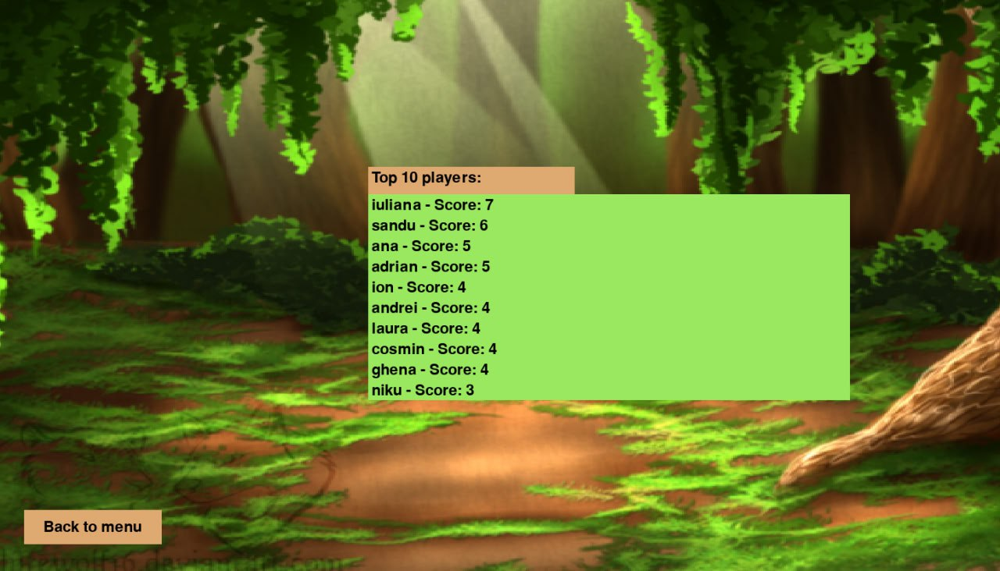 Top 10 players:
iuliana - Score: 7
sandu - Score: 6
ana - Score: 5
adrian - Score: 5
ion - Score: 4
andrei - Score: 4
laura - Score: 4
cosmin - Score: 4
ghena - Score: 4
niku - Score: 3
Back to menu